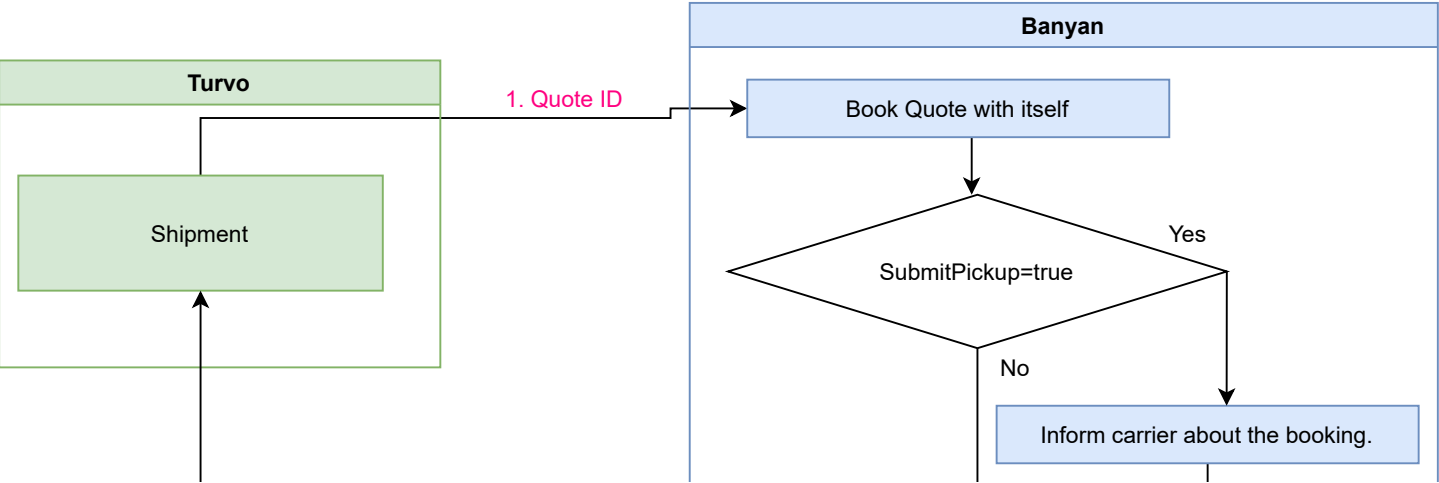 Banyan
Turvo
1. Quote ID
Book Quote with itself
Shipment
Yes
SubmitPickup=true
No
Inform carrier about the booking.